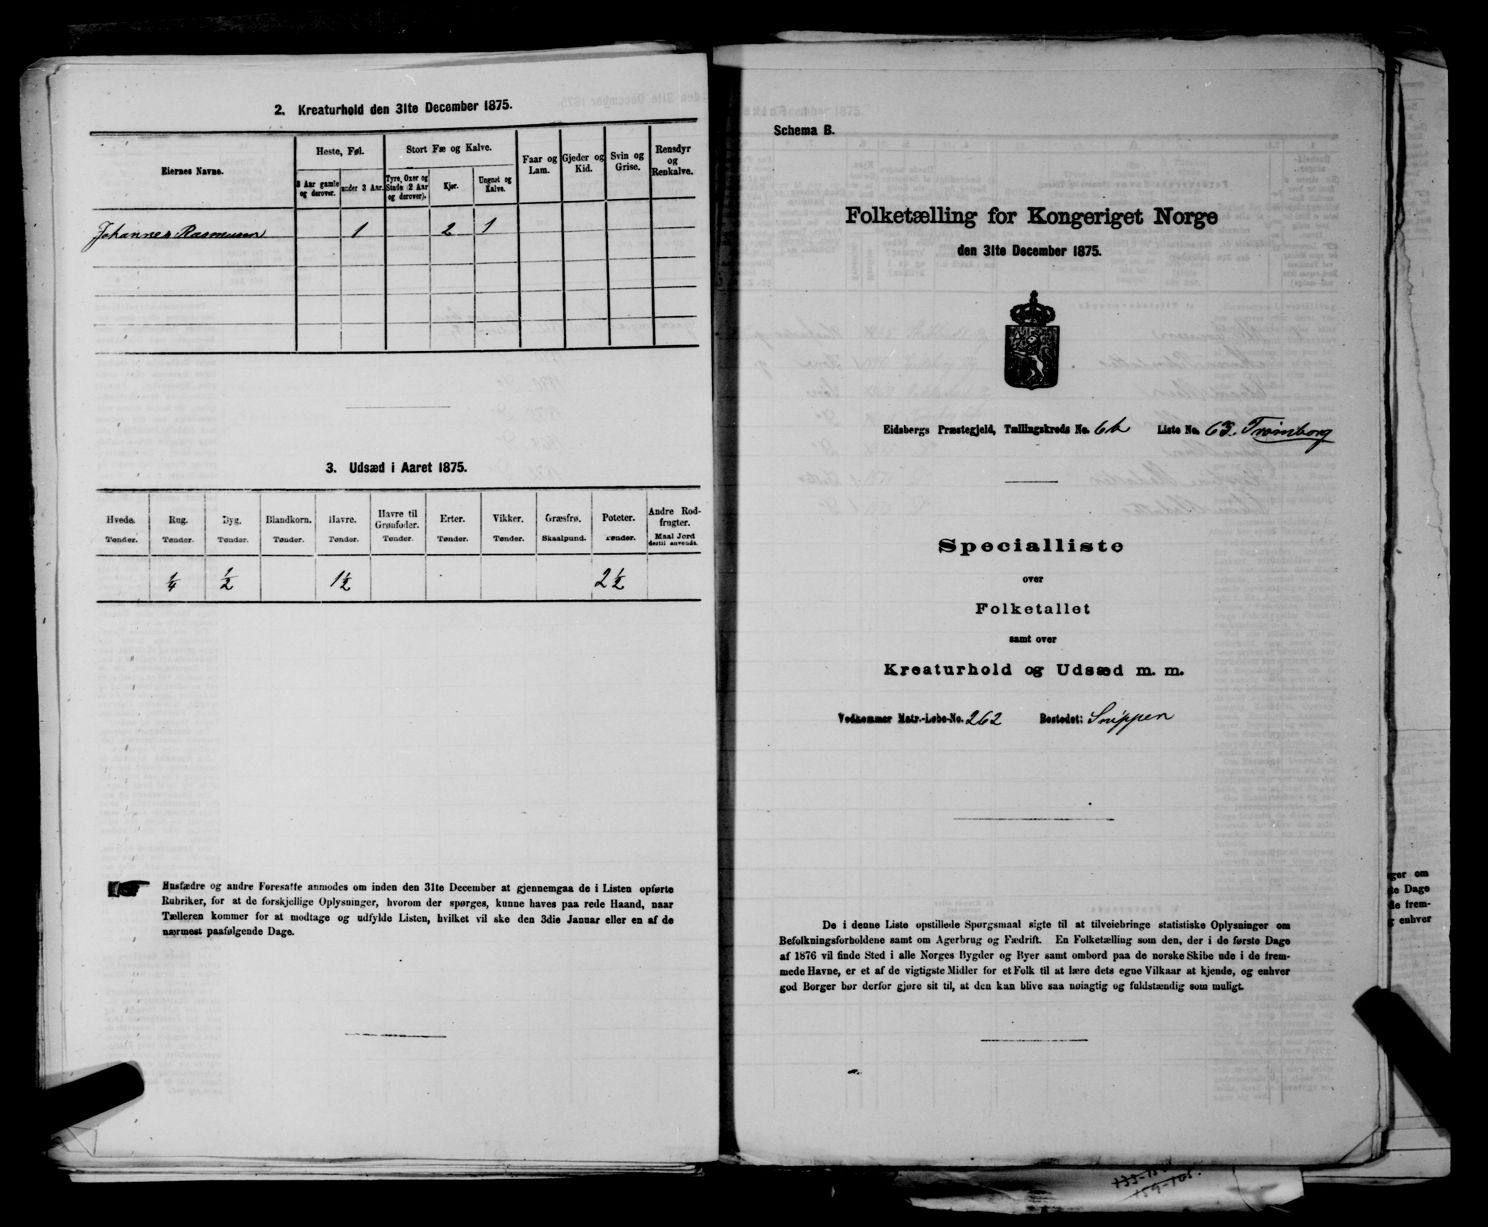 2. Kreaturhold den 31te December 1875.
Eiernes Navne.
Heste, Føl.
Stort Fæ og Kalve.
Faar og Lam.
Gjeder og Kid.
Svin og Grise.
Rensdyr og Renkalve.
3 Aar gamle og derover.
under 3 Aar.
Tyre, Oxer og Stude (2 Aar og derover).
Kjør.
Ungnøt og Kalve.
Johannes Rasmusen 1 2 1
3. Udsæd i Aaret 1875.
Hvede. Rug. Byg. Blandkorn. Havre. Havre til Grønfoder. Erter. Vikker. Græsfrø. Poteter. Andre Rodfrugter.
Tønder. Tønder. Tønder. Tønder. Tønder. Tønder. Tønder. Tønder. Skaalpund. Tønder. Maal Jord dertil anvendt.
1/4 1/2 1 1/2 2 1/2
Husfædre og andre Foresatte anmodes om inden den 31te December at gjennemgaa de i Listen opførte
Rubriker, for at de forskjellige Oplysninger, hvorom der spørges, kunne haves paa rede Haand, naar
Tælleren kommer for at modtage og udfylde Listen, hvilket vil ske den 3die Januar eller en af de
nærmest paafølgende Dage.
Schema B.
Folketælling for Kongeriget Norge
den 31te December 1875.
Eidsbergs Præstegjeld, Tællingskreds No. 6b Liste No. 63. Trømborg
Specialliste
over
Folketallet
samt over
Kreaturhold og Udsæd m. m.
Vedkommer Matr.-Løbe-No. 262 Bostedet: Snippen
De i denne Liste opstillede Spørgsmaal sigte til at tilveiebringe statistiske Oplysninger om
Befolkningsforholdene samt om Agerbrug og Fædrift. En Folketælling som den, der i de første Dage
af 1876 vil finde Sted i alle Norges Bygder og Byer samt ombord paa de norske Skibe ude i de frem-
mede Havne, er et af de vigtigste Midler for et Folk til at lære dets egne Vilkaar at kjende, og enhver
god Borger bør derfor gjøre sit til, at den kan blive saa nøiagtig og fuldstændig som muligt.